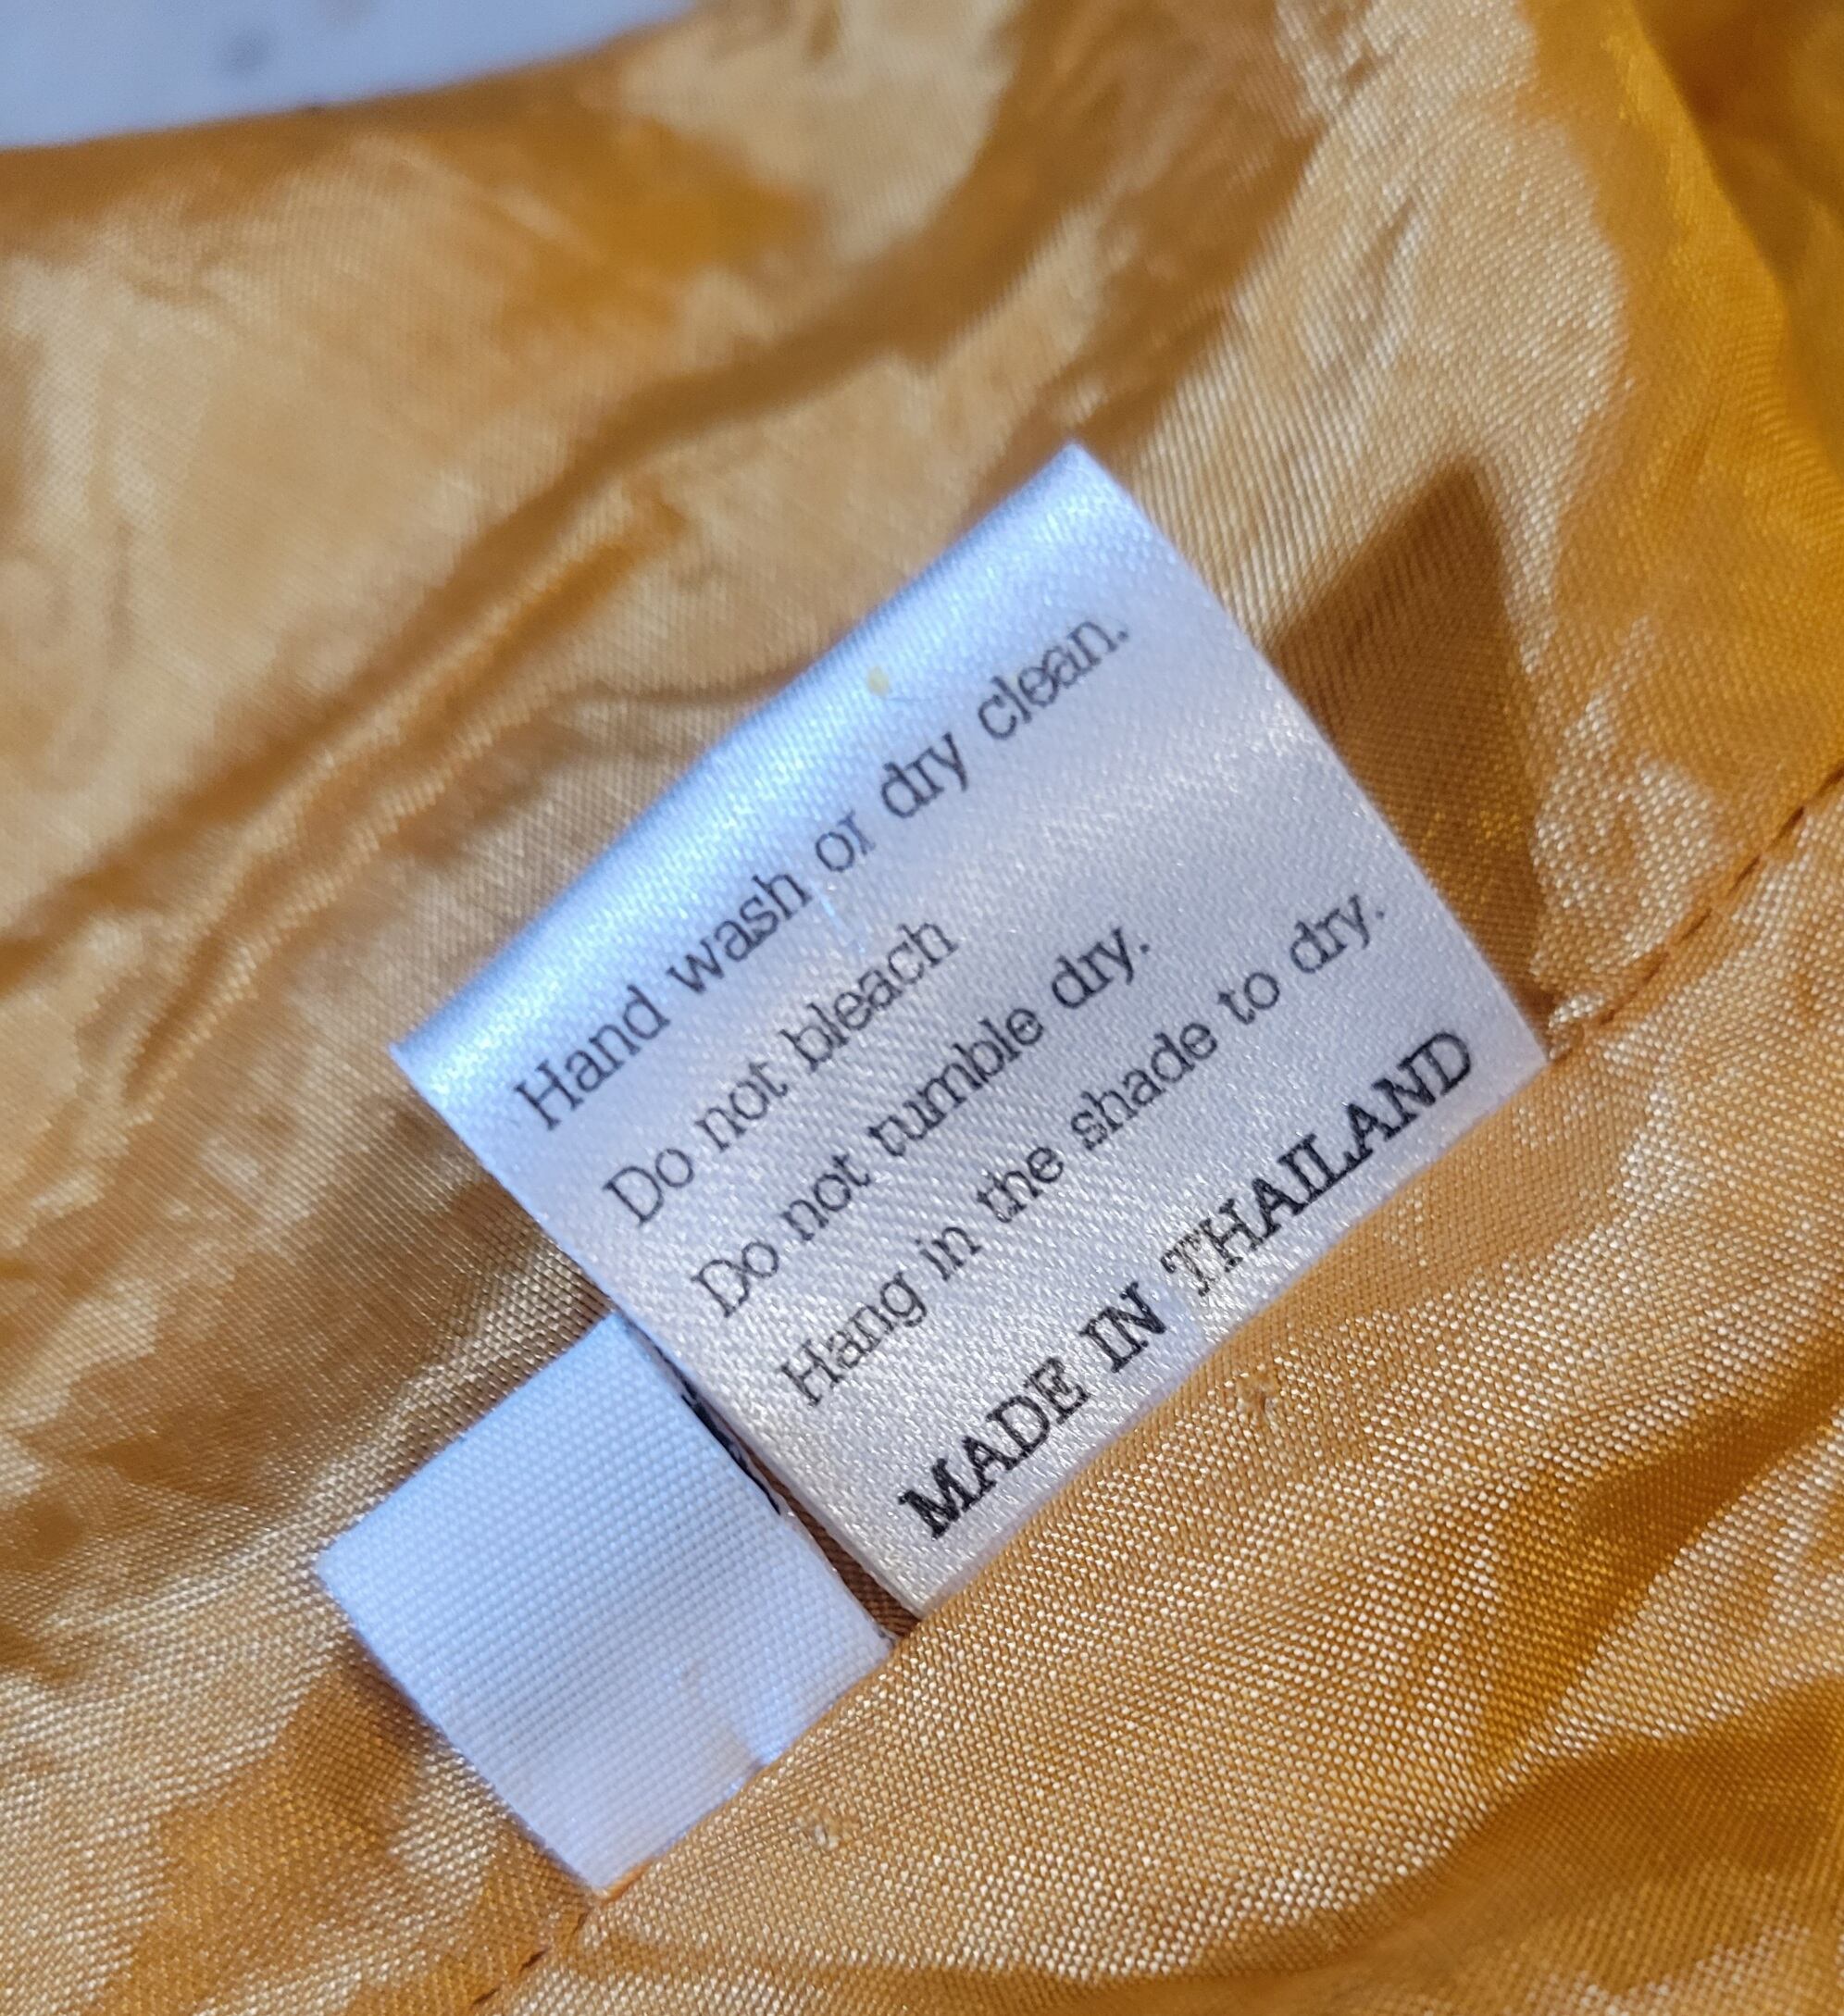 Hand wash or dry clean.
Do not bleach
Do not tumble dry.
Hang in the shade to dry.
MADE IN THAILAND